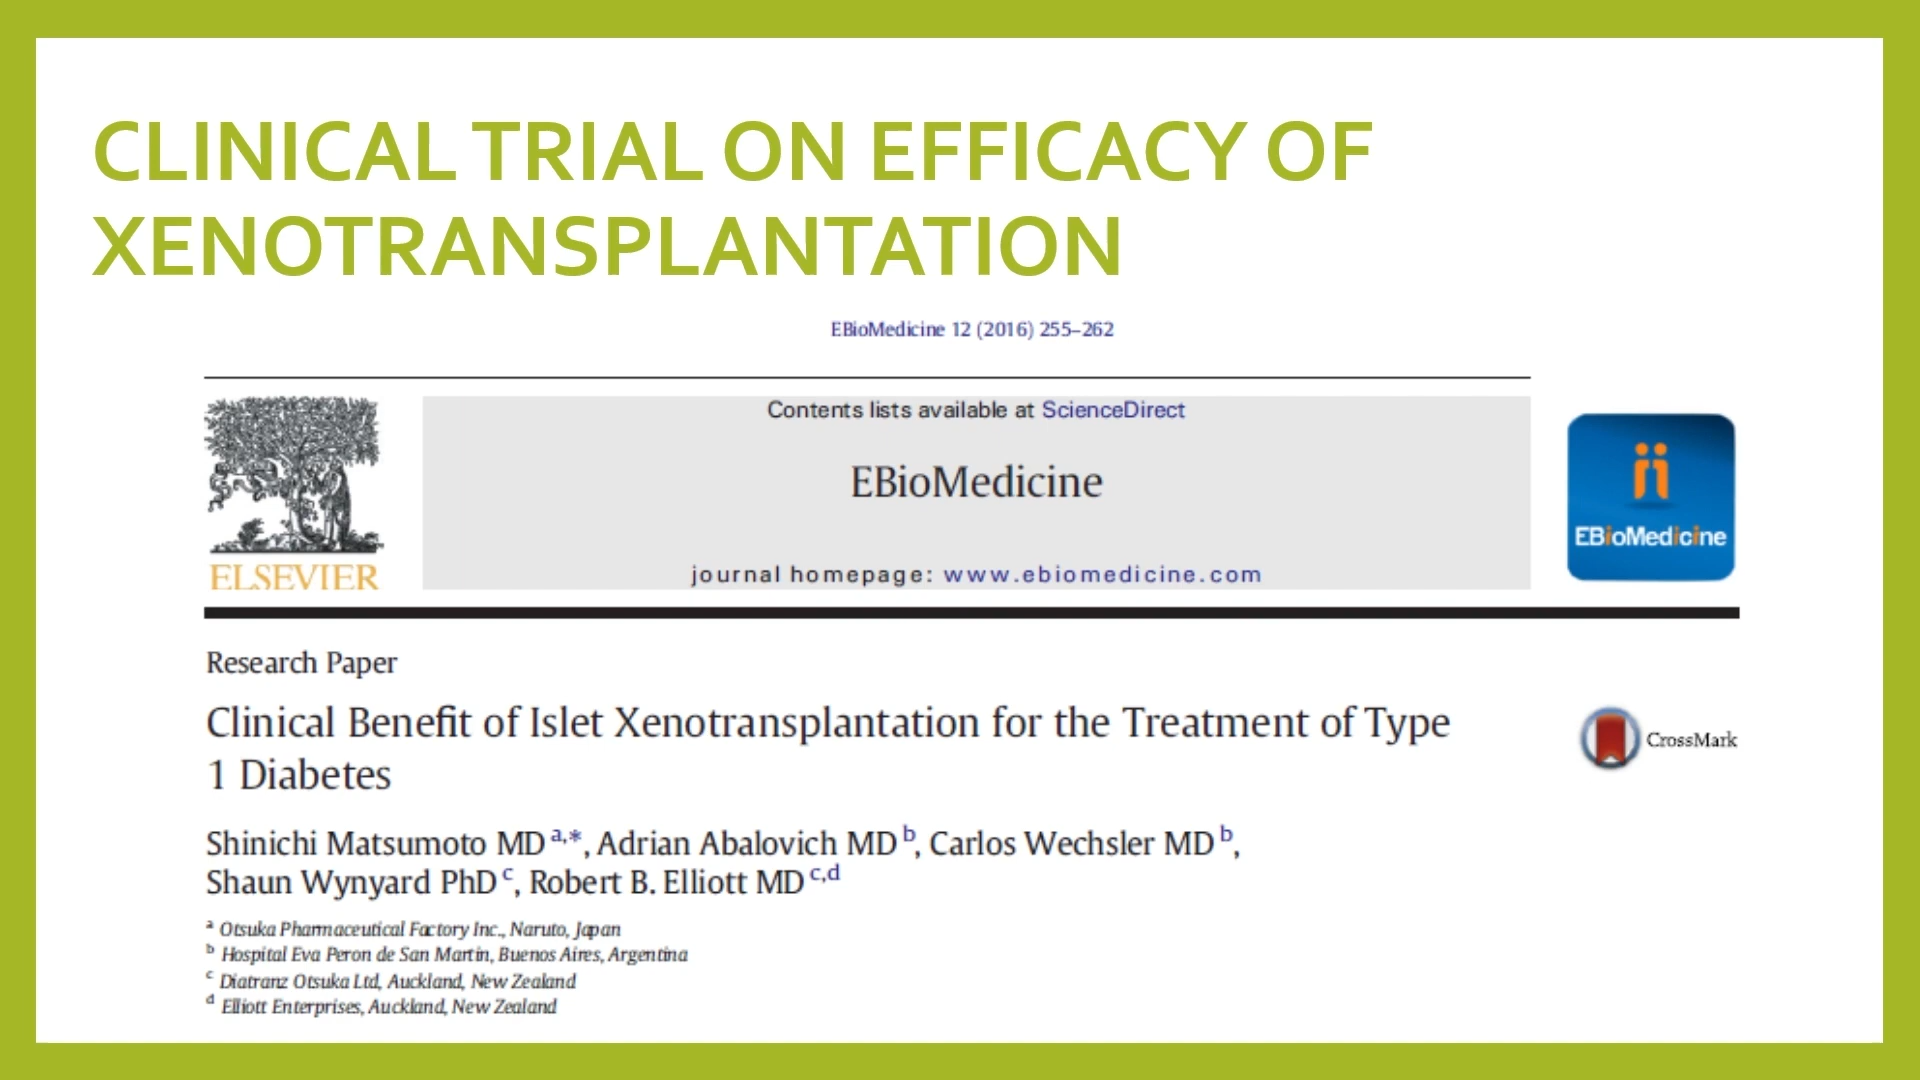 CLINICAL TRIAL ON EFFICACY OF
XENOTRANSPLANTATION
EBioMedicine 12 (2016) 255–262
Contents lists available at ScienceDirect
EBioMedicine
journal homepage: www.ebiomedicine.com
ELSEVIER
EBioMedicine
Research Paper
Clinical Benefit of Islet Xenotransplantation for the Treatment of Type
1 Diabetes
CrossMark
Shinichi Matsumoto MD a,*, Adrian Abalovich MD b, Carlos Wechsler MD b,
Shaun Wynyard PhD c, Robert B. Elliott MD c,d
a Otsuka Pharmaceutical Factory Inc., Naruto, Japan
b Hospital Eva Peron de San Martin, Buenos Aires, Argentina
c Diatranz Otsuka Ltd, Auckland, New Zealand
d Elliott Enterprises, Auckland, New Zealand